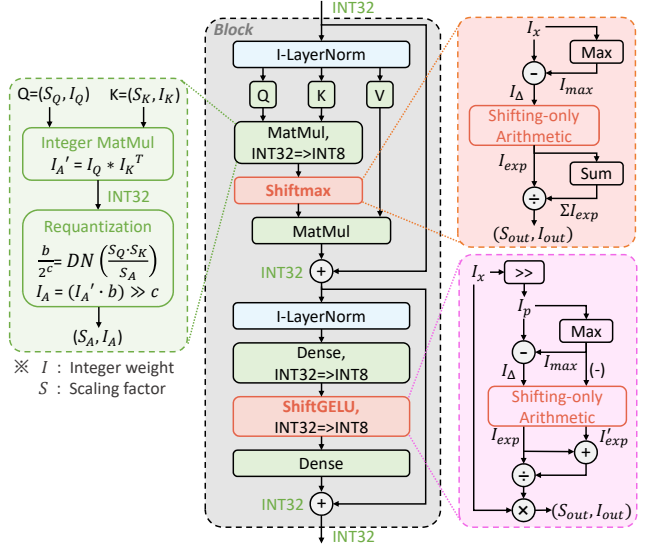 INT32
Block
I-LayerNorm
Q
K
V
MatMul,
INT32=>INT8
Shiftmax
MatMul
INT32
+
I-LayerNorm
Dense,
INT32=>INT8
ShiftGELU,
INT32=>INT8
Dense
INT32
+
INT32
Q=(S_Q, I_Q) K=(S_K, I_K)
Integer MatMul
I_A' = I_Q * I_K^T
INT32
Requantization
b/2^c = DN (S_Q · S_K / S_A)
I_A = (I_A' · b) ≫ c
(S_A, I_A)
※ I : Integer weight
S : Scaling factor
I_x
Max
-
I_max
I_Δ
Shifting-only
Arithmetic
I_exp
Sum
÷
ΣI_exp
(S_out, I_out)
I_x
>>
I_p
Max
-
I_max
(-)
I_Δ
Shifting-only
Arithmetic
I_exp
I'_exp
+
÷
×
(S_out, I_out)